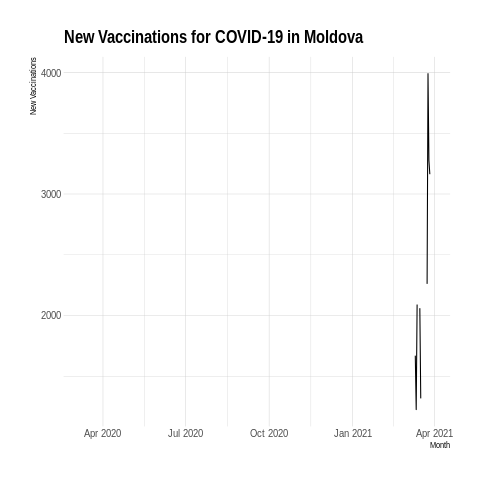 New Vaccinations for COVID-19 in Moldova
New Vaccinations
4000
3000
2000
Apr 2020
Jul 2020
Oct 2020
Jan 2021
Apr 2021
Month